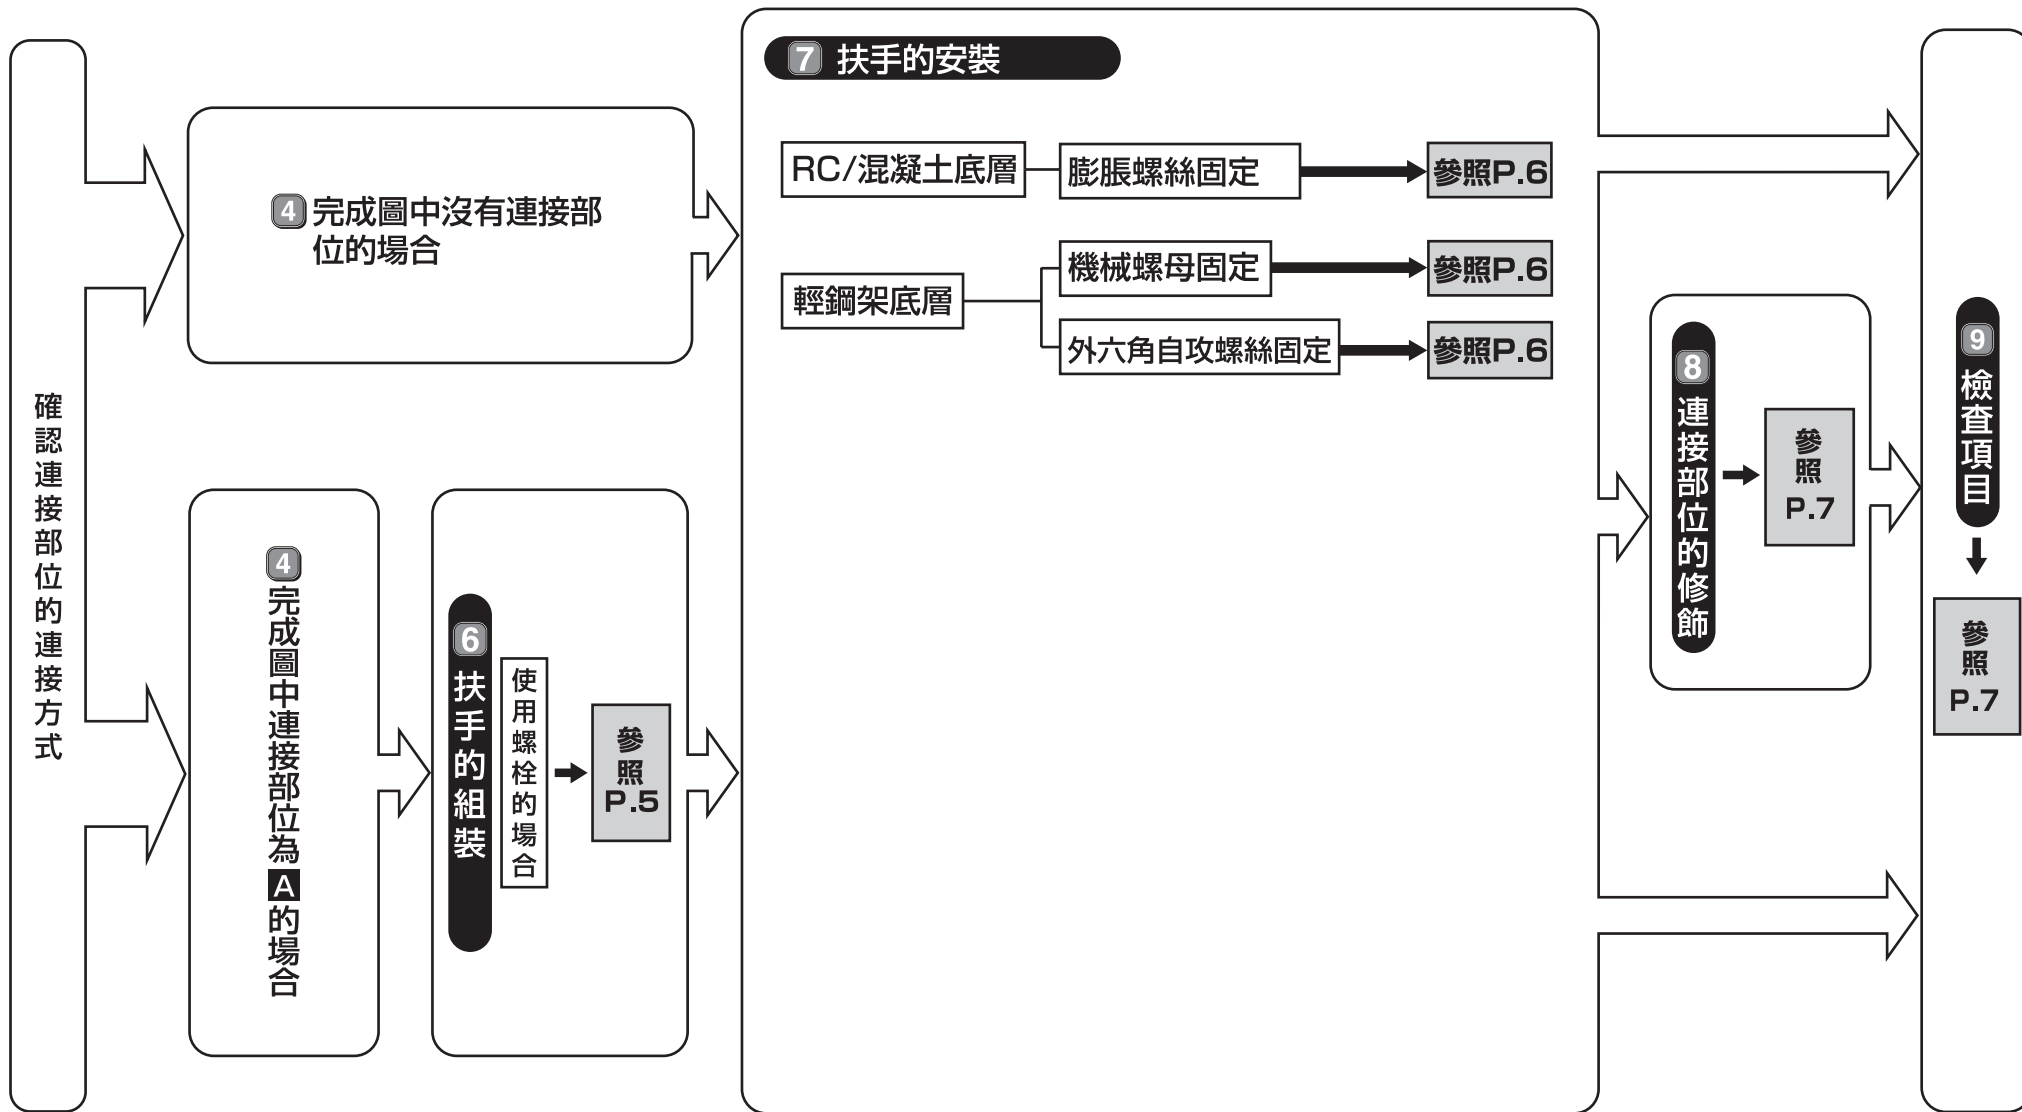 確認連接部位的連接方式
4 完成圖中沒有連接部
位的場合
4 完成圖中連接部位為 A 的場合
6 扶手的組裝
使用螺栓的場合
參照
P.5
7 扶手的安裝
RC/混凝土底層
膨脹螺絲固定
參照P.6
輕鋼架底層
機械螺母固定
參照P.6
外六角自攻螺絲固定
參照P.6
8 連接部位的修飾
參照
P.7
9 檢查項目
參照
P.7